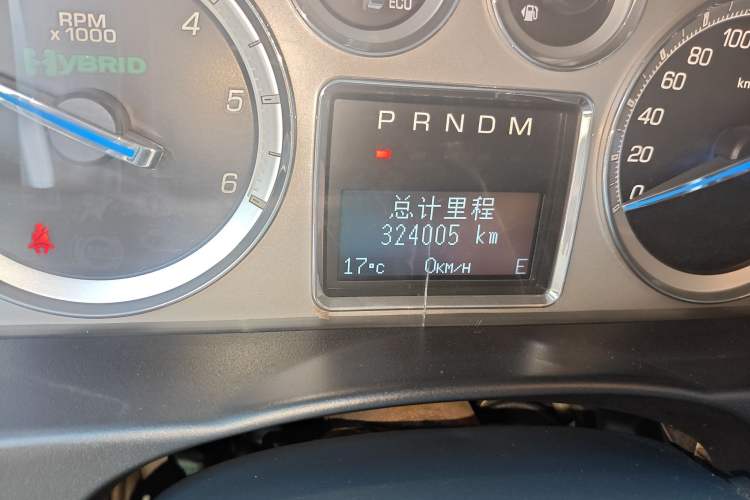 RPM
x 1000
HYBRID
4
5
6
ECO
P R N D M
总计里程
324005 km
17°C 0KM/H E
100
80
60
40
20
0